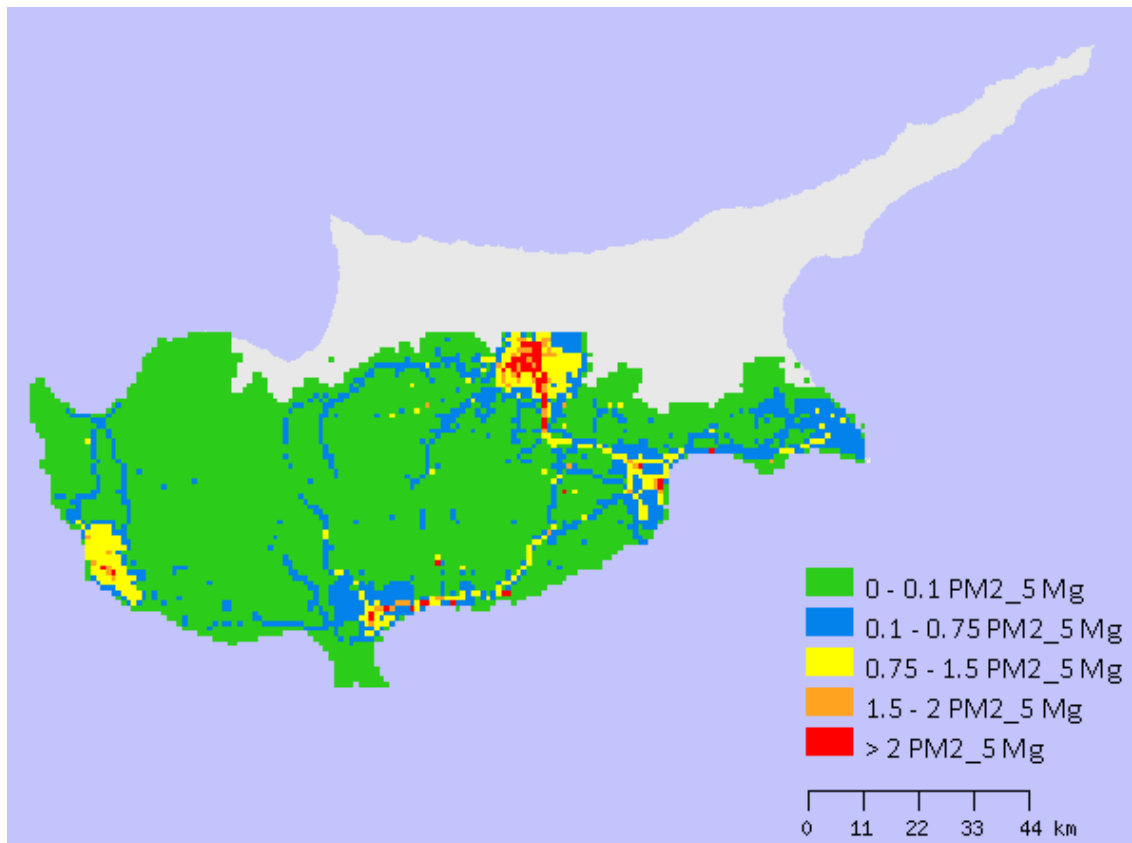 0 - 0.1 PM2_5 Mg
0.1 - 0.75 PM2_5 Mg
0.75 - 1.5 PM2_5 Mg
1.5 - 2 PM2_5 Mg
> 2 PM2_5 Mg
0 11 22 33 44 km